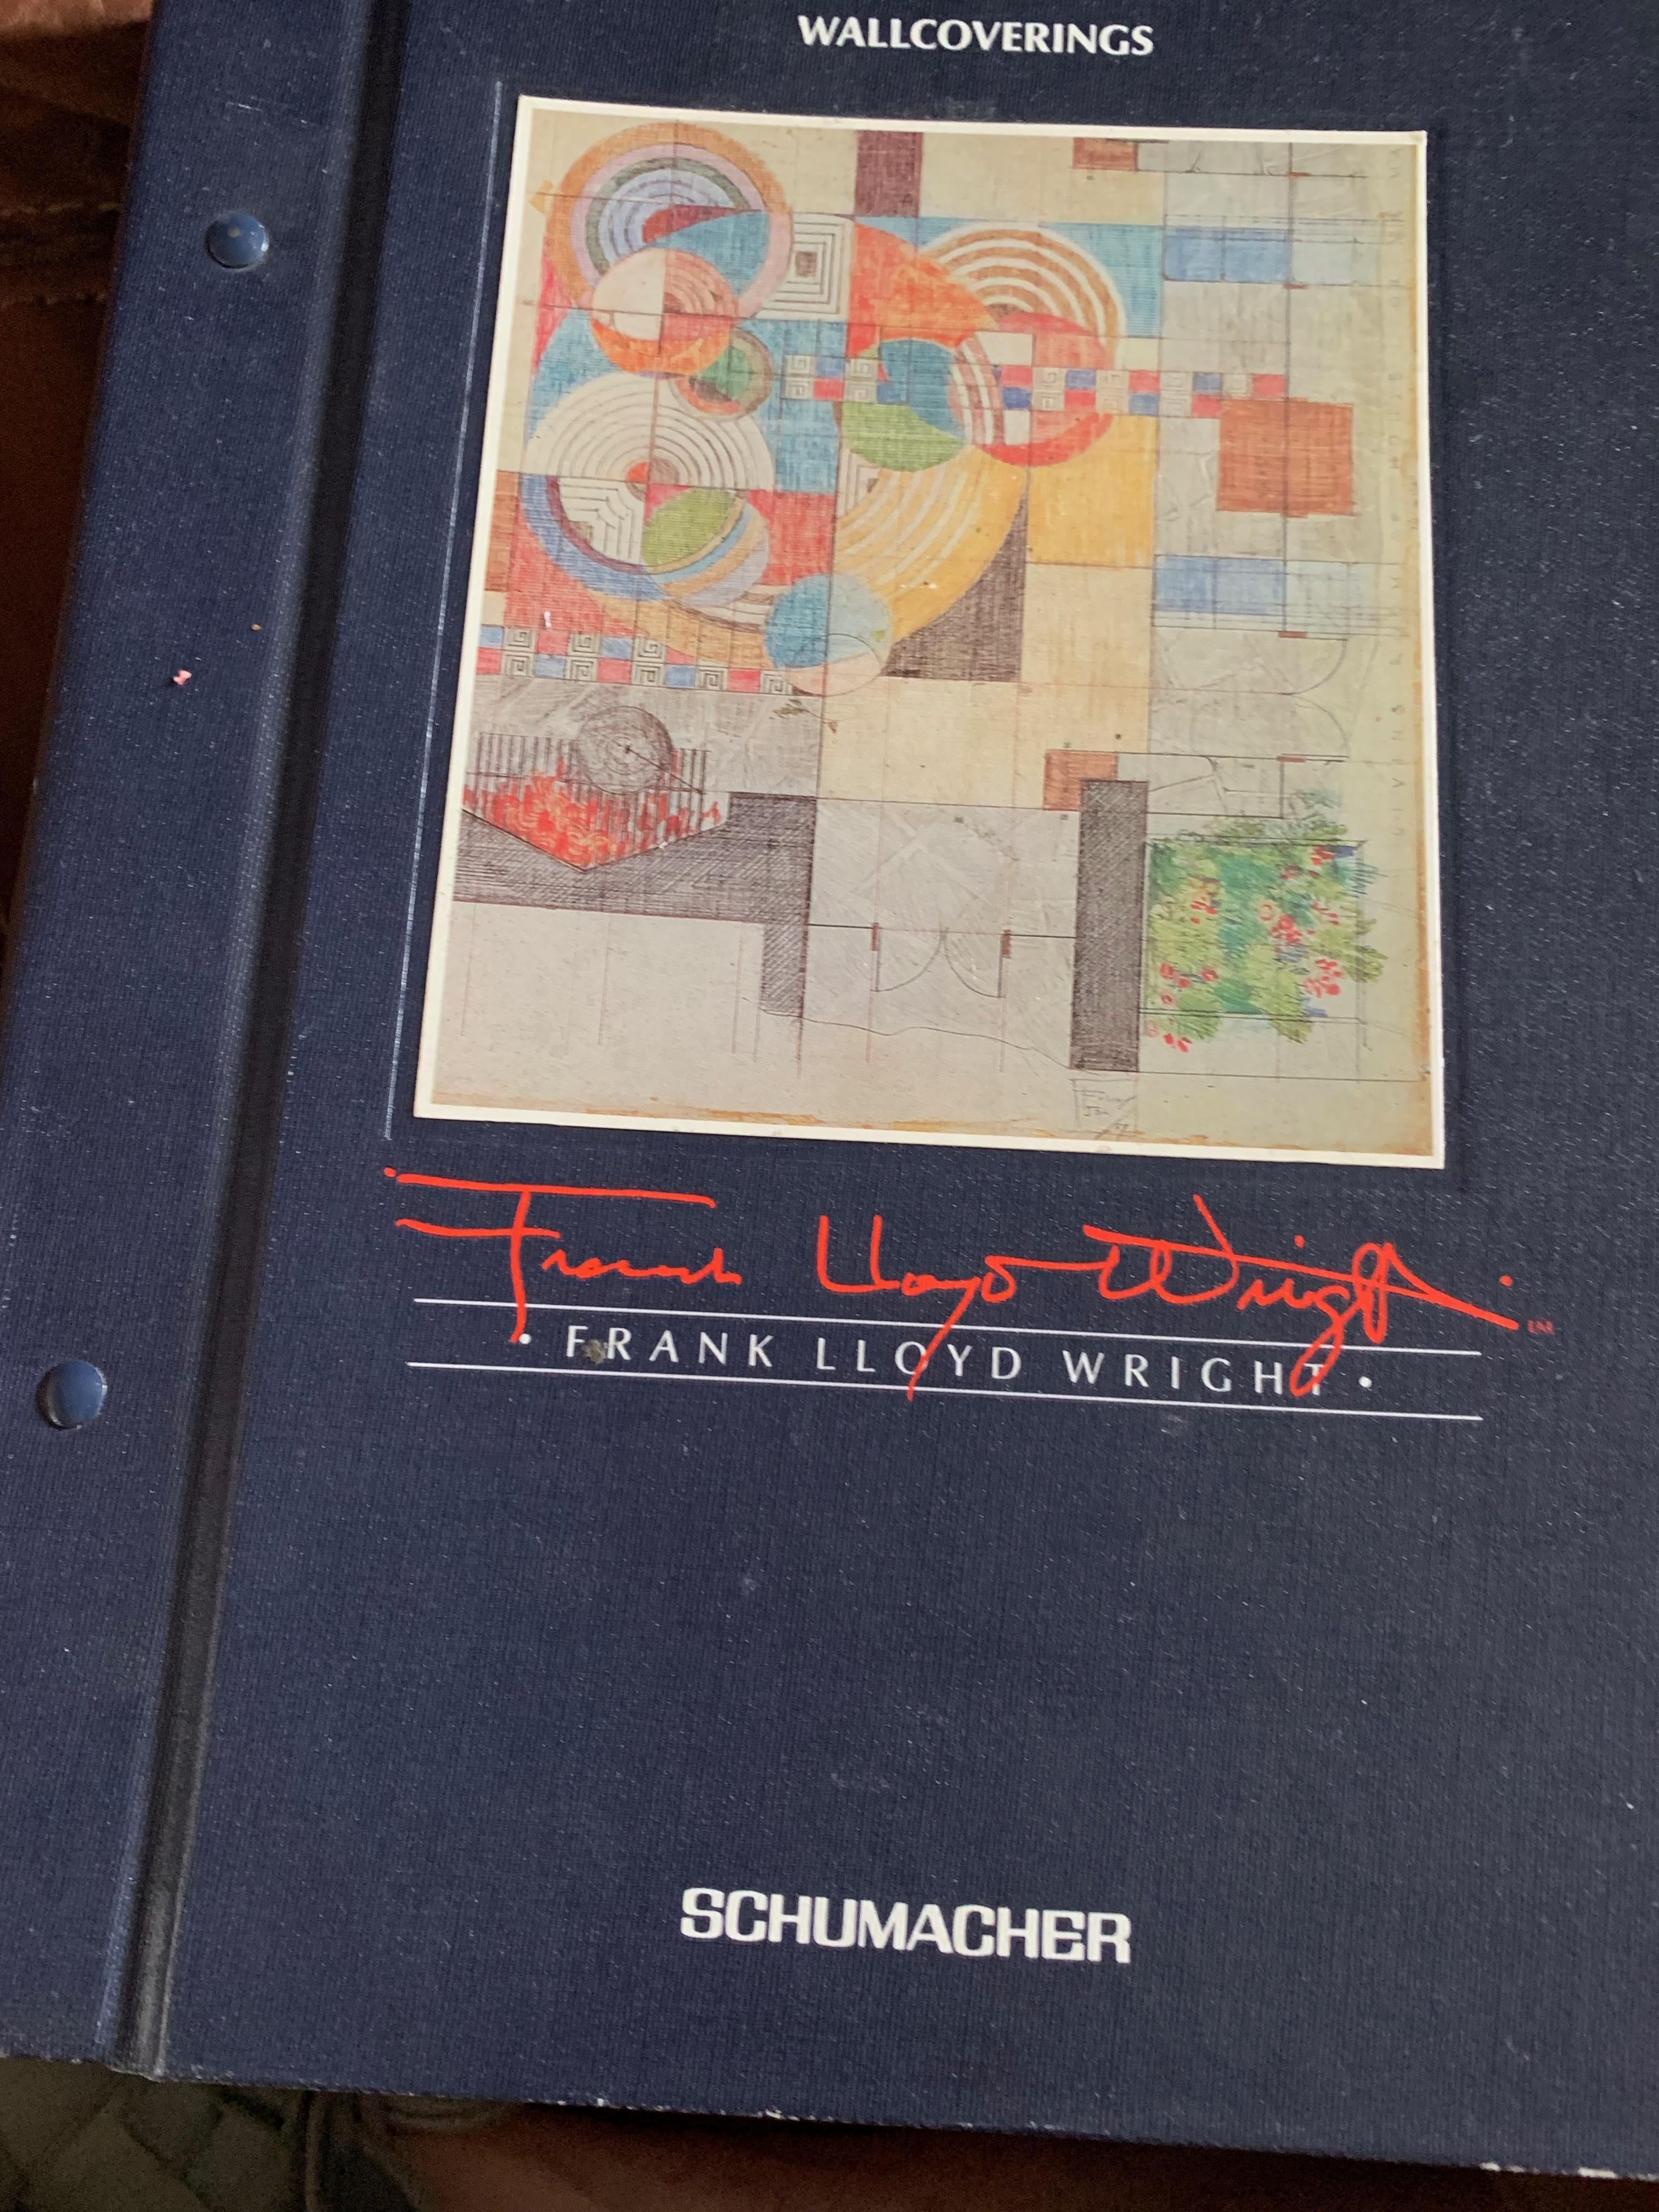 WALLCOVERINGS
Frank Lloyd Wright
• FRANK LLOYD WRIGHT •
SCHUMACHER